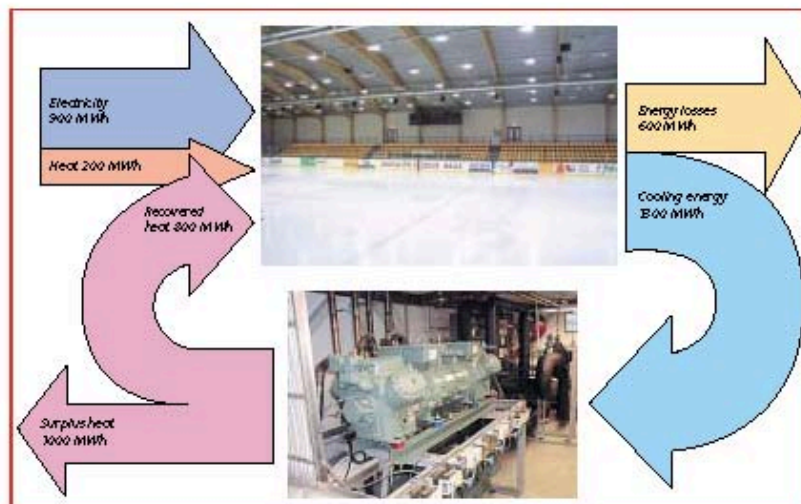 Electricity
900 MWh
Heat 200 MWh
Recovered
heat 800 MWh
Surplus heat
1000 MWh
Energy losses
600 MWh
Cooling energy
1300 MWh